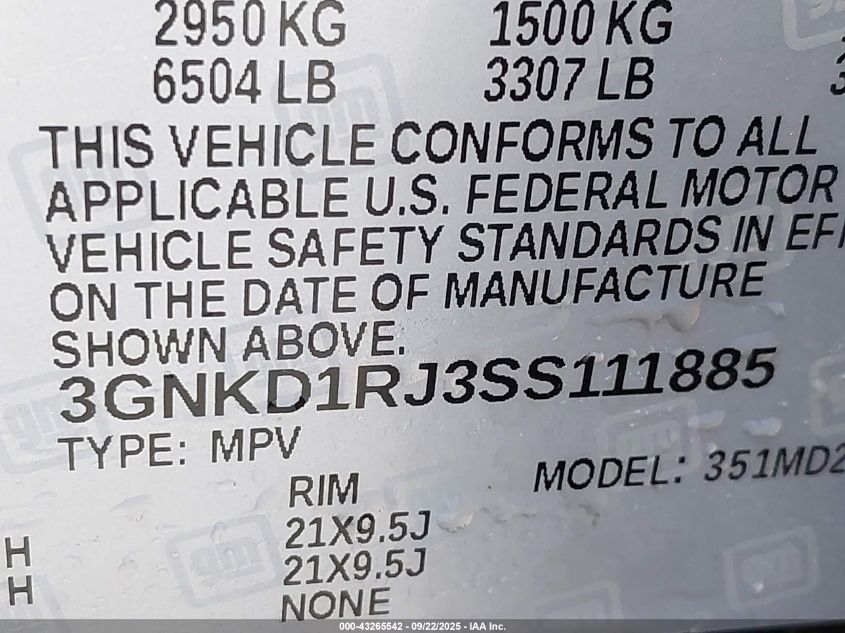 2950 KG 1500 KG
6504 LB 3307 LB
THIS VEHICLE CONFORMS TO ALL
APPLICABLE U.S. FEDERAL MOTOR
VEHICLE SAFETY STANDARDS IN EF
ON THE DATE OF MANUFACTURE
SHOWN ABOVE.
3GNKD1RJ3SS111885
TYPE: MPV
MODEL: 351MD2
RIM
H 21X9.5J
H 21X9.5J
NONE
gm
000-43265542 - 09/22/2025 - IAA Inc.